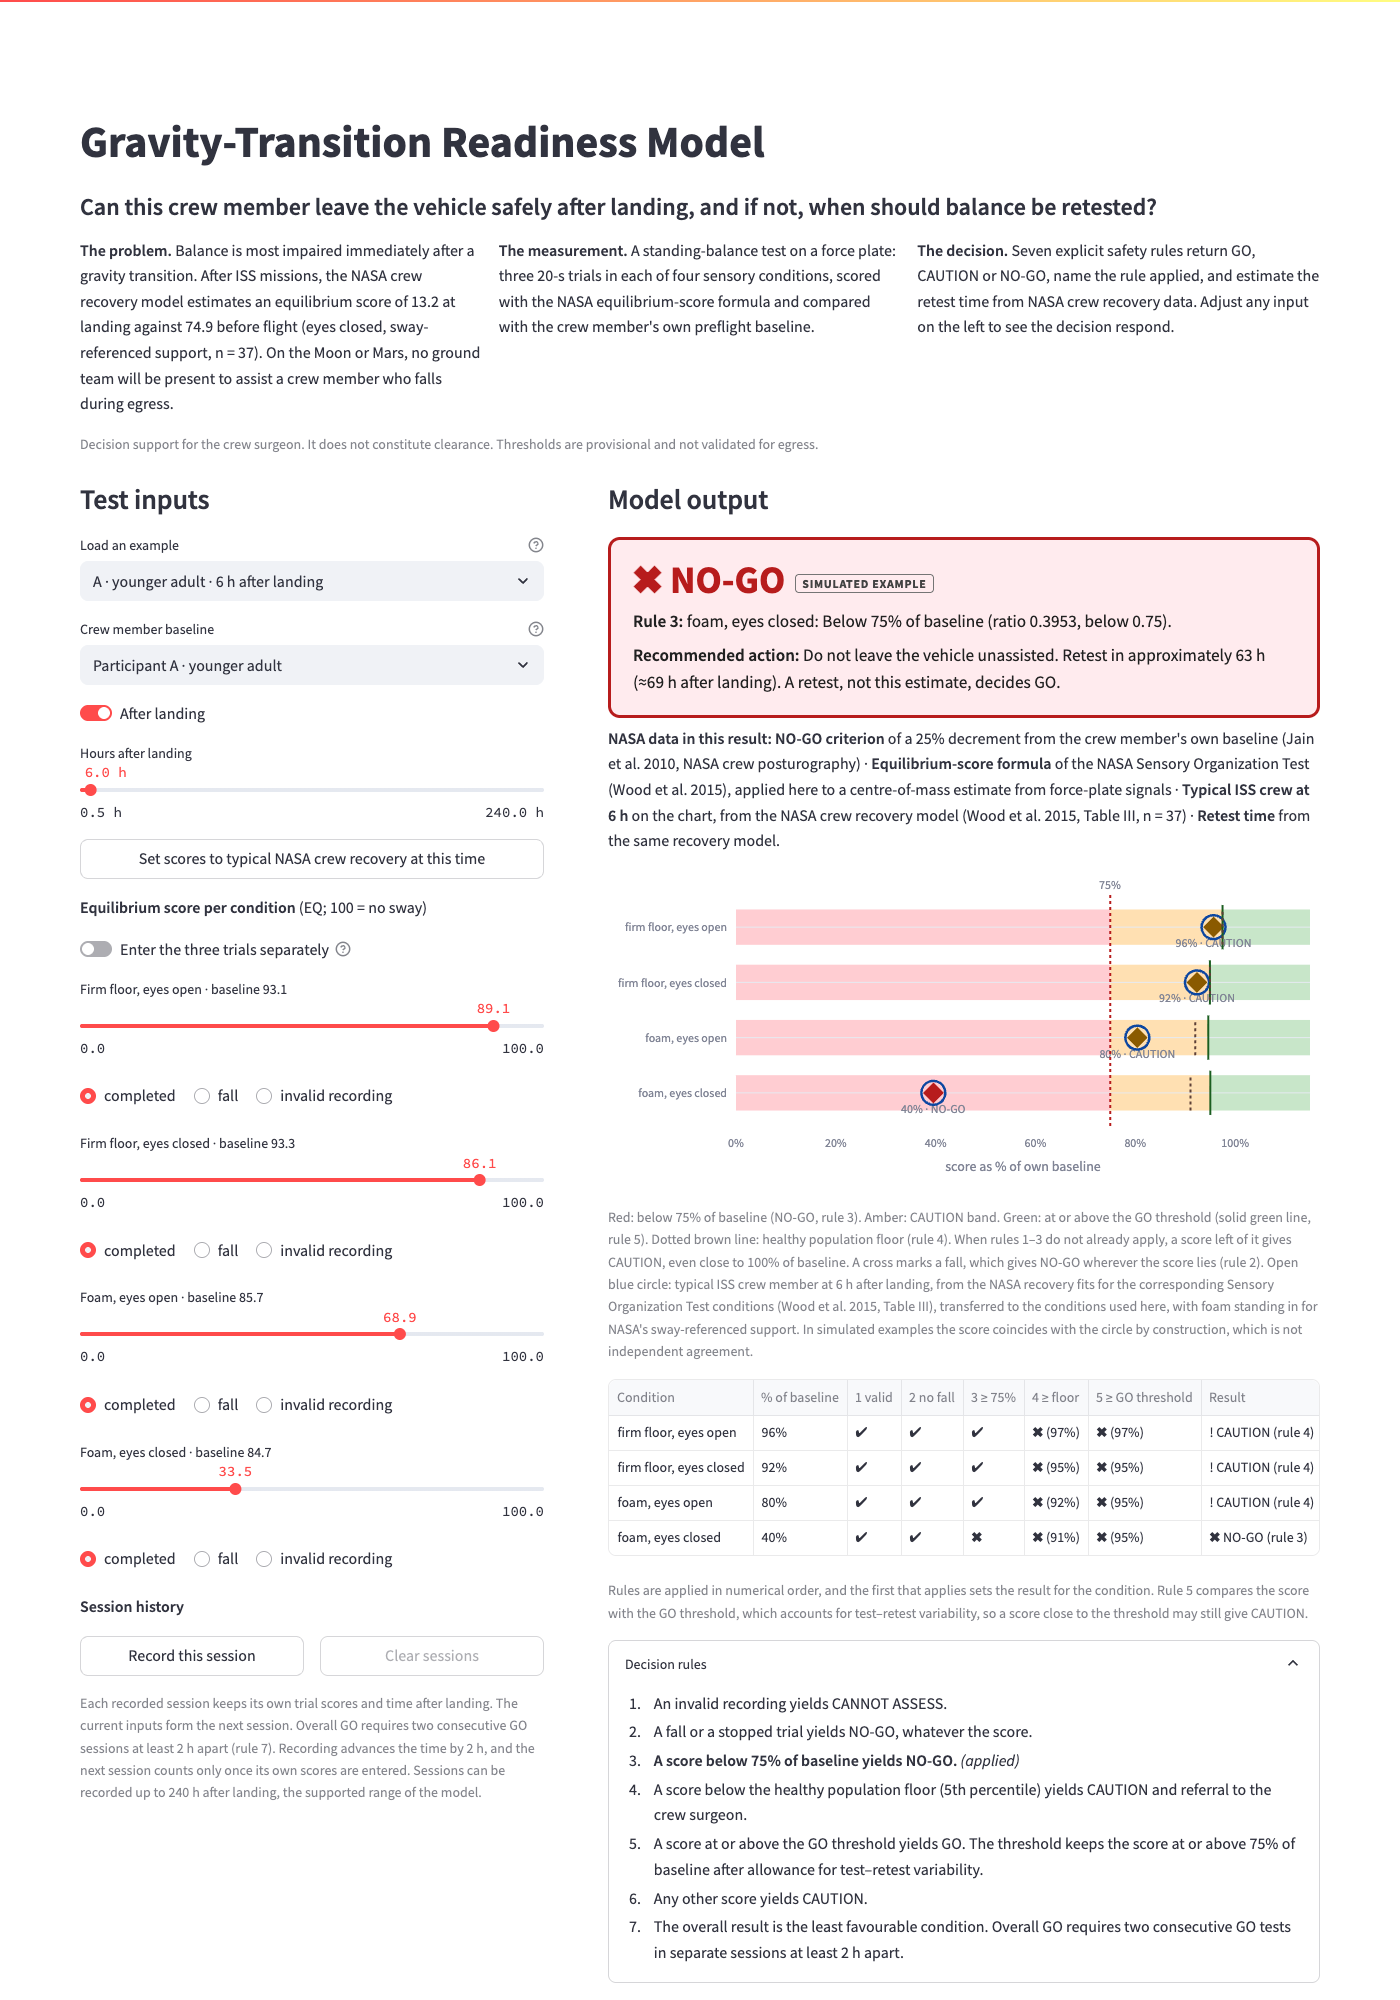 Gravity-Transition Readiness Model
Can this crew member leave the vehicle safely after landing, and if not, when should balance be retested?
The problem. Balance is most impaired immediately after a
gravity transition. After ISS missions, the NASA crew
recovery model estimates an equilibrium score of 13.2 at
landing against 74.9 before flight (eyes closed, sway-
referenced support, n = 37). On the Moon or Mars, no ground
team will be present to assist a crew member who falls
during egress.
The measurement. A standing-balance test on a force plate:
three 20-s trials in each of four sensory conditions, scored
with the NASA equilibrium-score formula and compared
with the crew member's own preflight baseline.
The decision. Seven explicit safety rules return GO,
CAUTION or NO-GO, name the rule applied, and estimate the
retest time from NASA crew recovery data. Adjust any input
on the left to see the decision respond.
Decision support for the crew surgeon. It does not constitute clearance. Thresholds are provisional and not validated for egress.
Test inputs
Load an example
A · younger adult · 6 h after landing
Crew member baseline
Participant A · younger adult
After landing
Hours after landing
6.0 h
0.5 h 240.0 h
Set scores to typical NASA crew recovery at this time
Equilibrium score per condition (EQ; 100 = no sway)
Enter the three trials separately
Firm floor, eyes open · baseline 93.1
89.1
0.0 100.0
completed fall invalid recording
Firm floor, eyes closed · baseline 93.3
86.1
0.0 100.0
completed fall invalid recording
Foam, eyes open · baseline 85.7
68.9
0.0 100.0
completed fall invalid recording
Foam, eyes closed · baseline 84.7
33.5
0.0 100.0
completed fall invalid recording
Session history
Record this session Clear sessions
Each recorded session keeps its own trial scores and time after landing. The
current inputs form the next session. Overall GO requires two consecutive GO
sessions at least 2 h apart (rule 7). Recording advances the time by 2 h, and the
next session counts only once its own scores are entered. Sessions can be
recorded up to 240 h after landing, the supported range of the model.
Model output
✖ NO-GO SIMULATED EXAMPLE
Rule 3: foam, eyes closed: Below 75% of baseline (ratio 0.3953, below 0.75).
Recommended action: Do not leave the vehicle unassisted. Retest in approximately 63 h
(≈69 h after landing). A retest, not this estimate, decides GO.
NASA data in this result: NO-GO criterion of a 25% decrement from the crew member's own baseline (Jain
et al. 2010, NASA crew posturography) · Equilibrium-score formula of the NASA Sensory Organization Test
(Wood et al. 2015), applied here to a centre-of-mass estimate from force-plate signals · Typical ISS crew at
6 h on the chart, from the NASA crew recovery model (Wood et al. 2015, Table III, n = 37) · Retest time from
the same recovery model.
75%
firm floor, eyes open
96% · CAUTION
firm floor, eyes closed
92% · CAUTION
foam, eyes open
80% · CAUTION
foam, eyes closed
40% · NO-GO
0% 20% 40% 60% 80% 100%
score as % of own baseline
Red: below 75% of baseline (NO-GO, rule 3). Amber: CAUTION band. Green: at or above the GO threshold (solid green line,
rule 5). Dotted brown line: healthy population floor (rule 4). When rules 1–3 do not already apply, a score left of it gives
CAUTION, even close to 100% of baseline. A cross marks a fall, which gives NO-GO wherever the score lies (rule 2). Open
blue circle: typical ISS crew member at 6 h after landing, from the NASA recovery fits for the corresponding Sensory
Organization Test conditions (Wood et al. 2015, Table III), transferred to the conditions used here, with foam standing in for
NASA's sway-referenced support. In simulated examples the score coincides with the circle by construction, which is not
independent agreement.
Condition % of baseline 1 valid 2 no fall 3 ≥ 75% 4 ≥ floor 5 ≥ GO threshold Result
firm floor, eyes open 96% ✔ ✔ ✔ ✖ (97%) ✖ (97%) ! CAUTION (rule 4)
firm floor, eyes closed 92% ✔ ✔ ✔ ✖ (95%) ✖ (95%) ! CAUTION (rule 4)
foam, eyes open 80% ✔ ✔ ✔ ✖ (92%) ✖ (95%) ! CAUTION (rule 4)
foam, eyes closed 40% ✔ ✔ ✖ ✖ (91%) ✖ (95%) ✖ NO-GO (rule 3)
Rules are applied in numerical order, and the first that applies sets the result for the condition. Rule 5 compares the score
with the GO threshold, which accounts for test–retest variability, so a score close to the threshold may still give CAUTION.
Decision rules
1. An invalid recording yields CANNOT ASSESS.
2. A fall or a stopped trial yields NO-GO, whatever the score.
3. A score below 75% of baseline yields NO-GO. (applied)
4. A score below the healthy population floor (5th percentile) yields CAUTION and referral to the
crew surgeon.
5. A score at or above the GO threshold yields GO. The threshold keeps the score at or above 75% of
baseline after allowance for test–retest variability.
6. Any other score yields CAUTION.
7. The overall result is the least favourable condition. Overall GO requires two consecutive GO tests
in separate sessions at least 2 h apart.